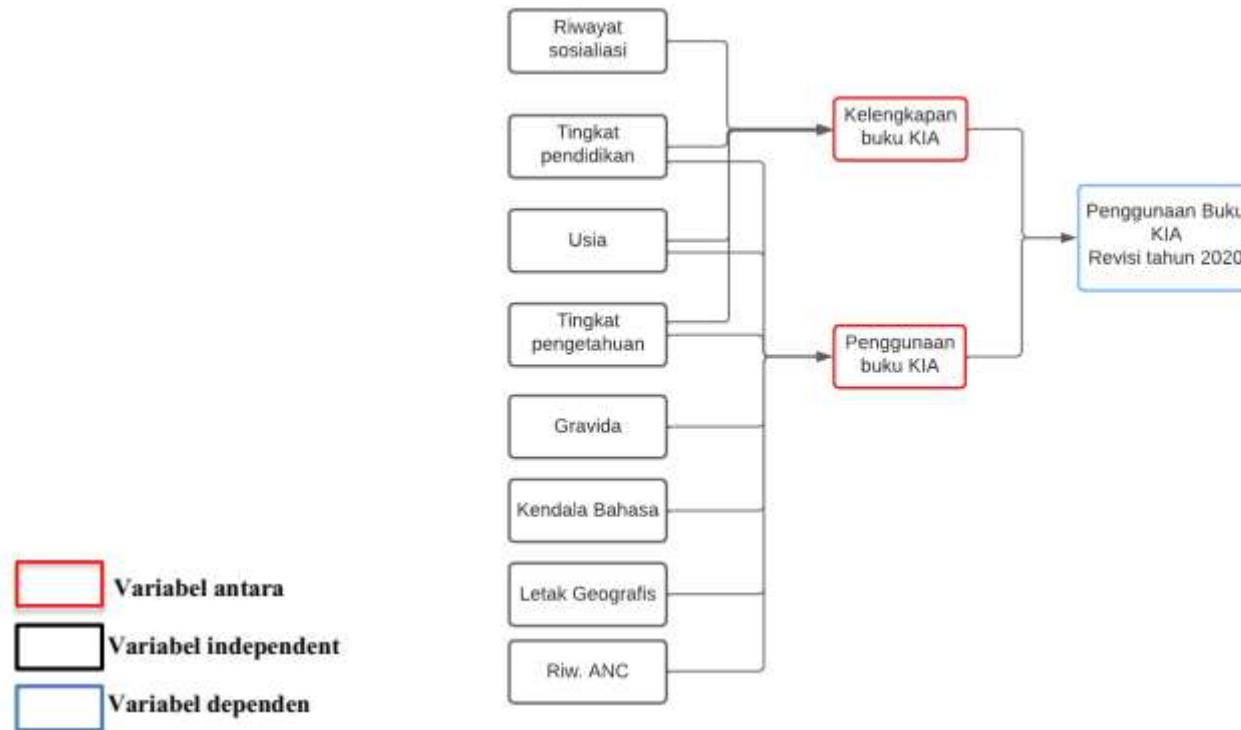 Riwayat
sosialiasi
Tingkat
pendidikan
Usia
Tingkat
pengetahuan
Gravida
Kendala Bahasa
Letak Geografis
Riw. ANC
Kelengkapan
buku KIA
Penggunaan
buku KIA
Penggunaan Buku
KIA
Revisi tahun 2020
Variabel antara
Variabel independent
Variabel dependen